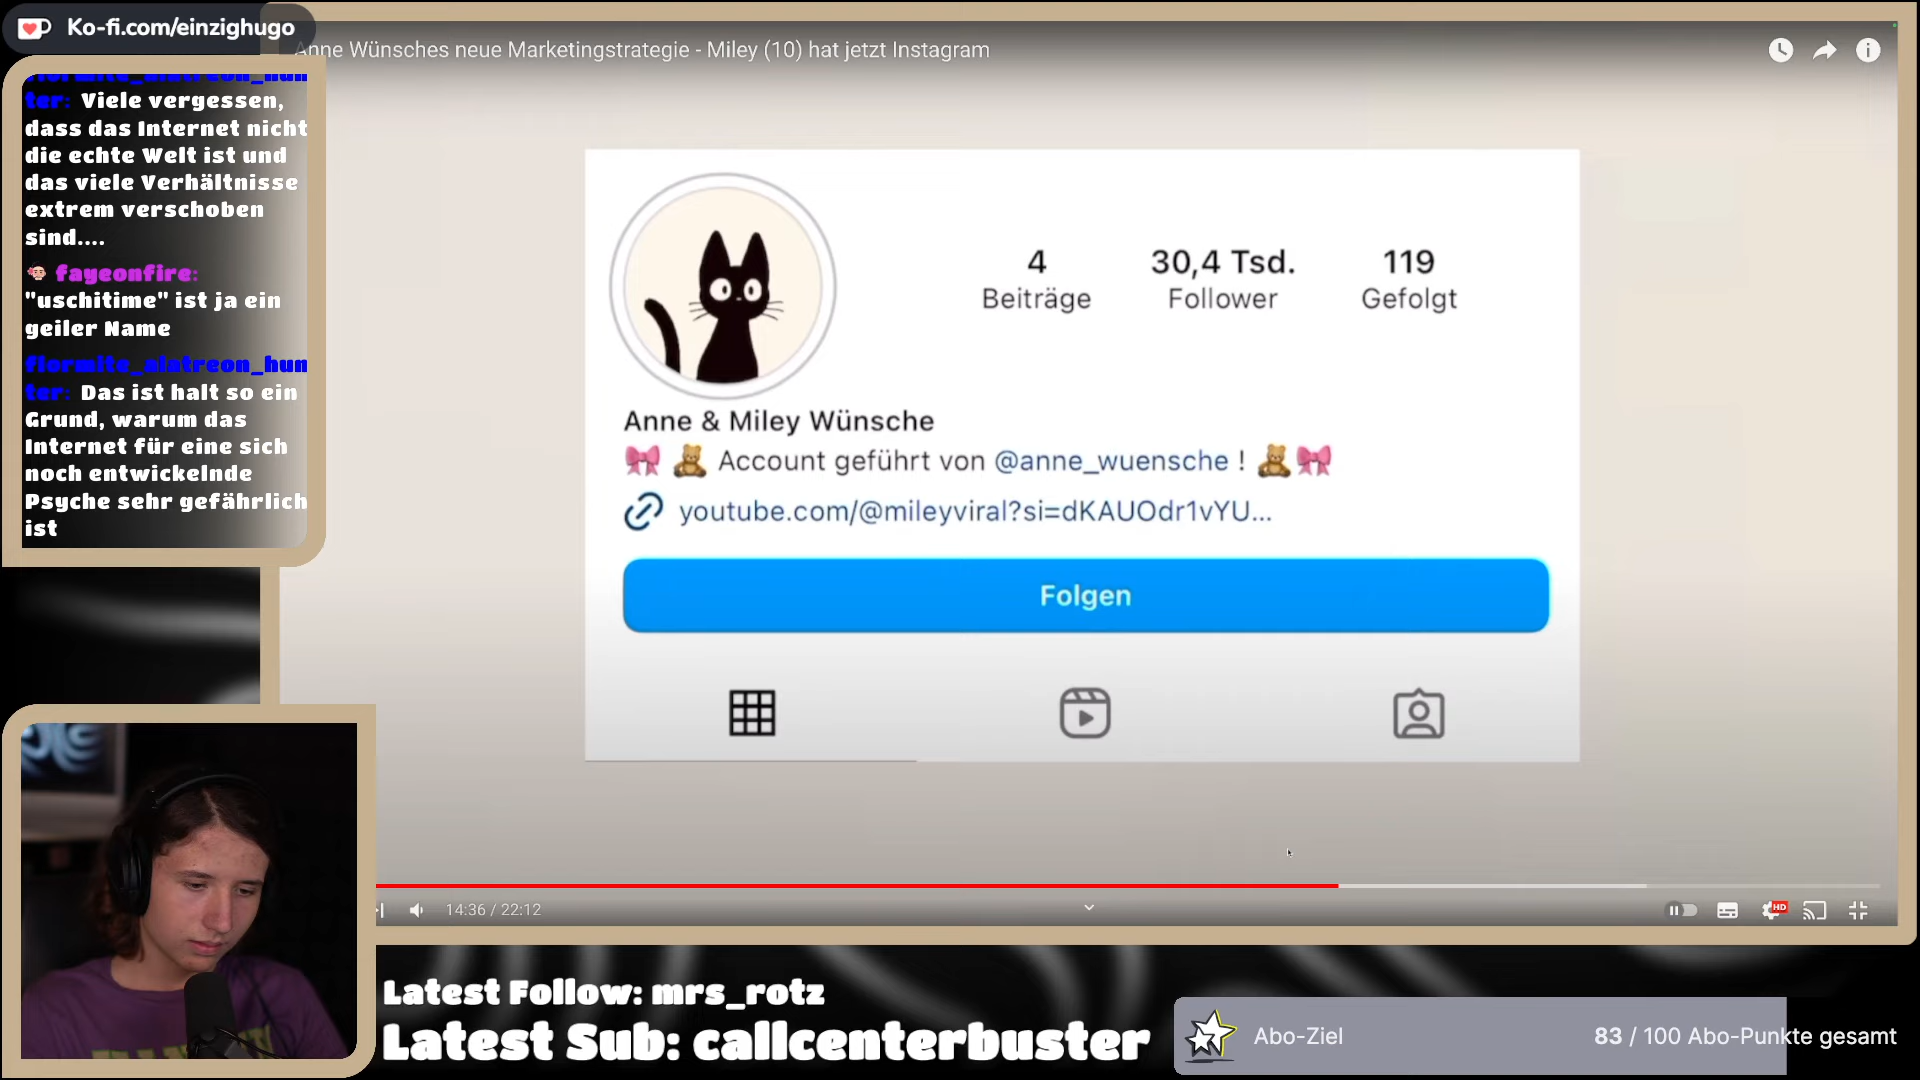 Ko-fi.com/einzighugo
Anne Wünsches neue Marketingstrategie - Miley (10) hat jetzt Instagram
flormite_alatreon_hun
ter: Viele vergessen,
dass das Internet nicht
die echte Welt ist und
das viele Verhältnisse
extrem verschoben
sind....
fayeonfire:
"uschitime" ist ja ein
geiler Name
flormite_alatreon_hun
ter: Das ist halt so ein
Grund, warum das
Internet für eine sich
noch entwickelnde
Psyche sehr gefährlich
ist
4
30,4 Tsd.
119
Beiträge
Follower
Gefolgt
Anne & Miley Wünsche
🎀 🧸 Account geführt von @anne_wuensche ! 🧸🎀
youtube.com/@mileyviral?si=dKAUOdr1vYU...
Folgen
14:36 / 22:12
HD
Latest Follow: mrs_rotz
Latest Sub: callcenterbuster
Abo-Ziel
83 / 100 Abo-Punkte gesamt